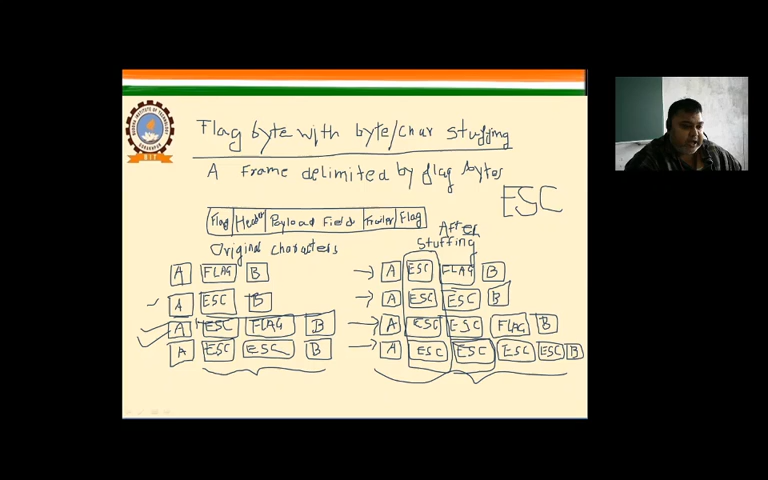 Flag byte with byte/char stuffing
A Frame delimited by flag bytes
ESC
Flag Header Payload Field Trailer Flag
Original characters
After Stuffing
A FLAG B → A ESC FLAG B
A ESC B → A ESC ESC B
A ESC FLAG B → A ESC ESC FLAG B
A ESC ESC B → A ESC ESC ESC ESC B
BIT